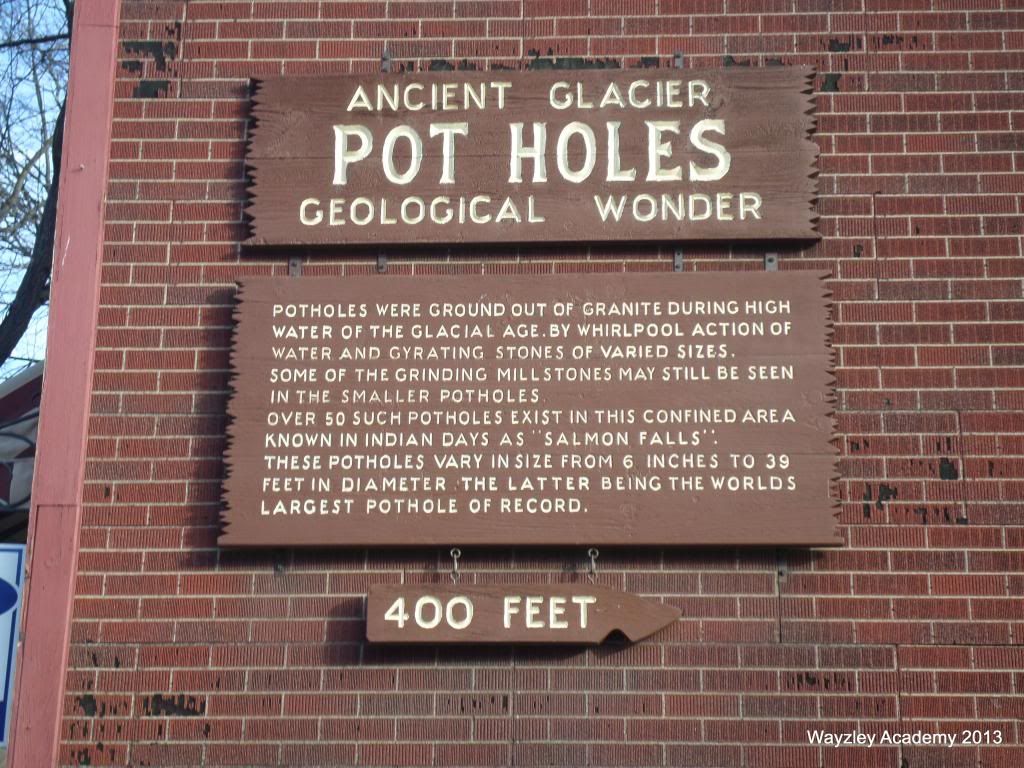 ANCIENT GLACIER
POT HOLES
GEOLOGICAL WONDER
POTHOLES WERE GROUND OUT OF GRANITE DURING HIGH
WATER OF THE GLACIAL AGE. BY WHIRLPOOL ACTION OF
WATER AND GYRATING STONES OF VARIED SIZES.
SOME OF THE GRINDING MILLSTONES MAY STILL BE SEEN
IN THE SMALLER POTHOLES.
OVER 50 SUCH POTHOLES EXIST IN THIS CONFINED AREA
KNOWN IN INDIAN DAYS AS "SALMON FALLS".
THESE POTHOLES VARY IN SIZE FROM 6 INCHES TO 39
FEET IN DIAMETER. THE LATTER BEING THE WORLDS
LARGEST POTHOLE OF RECORD.
400 FEET
Wayzley Academy 2013